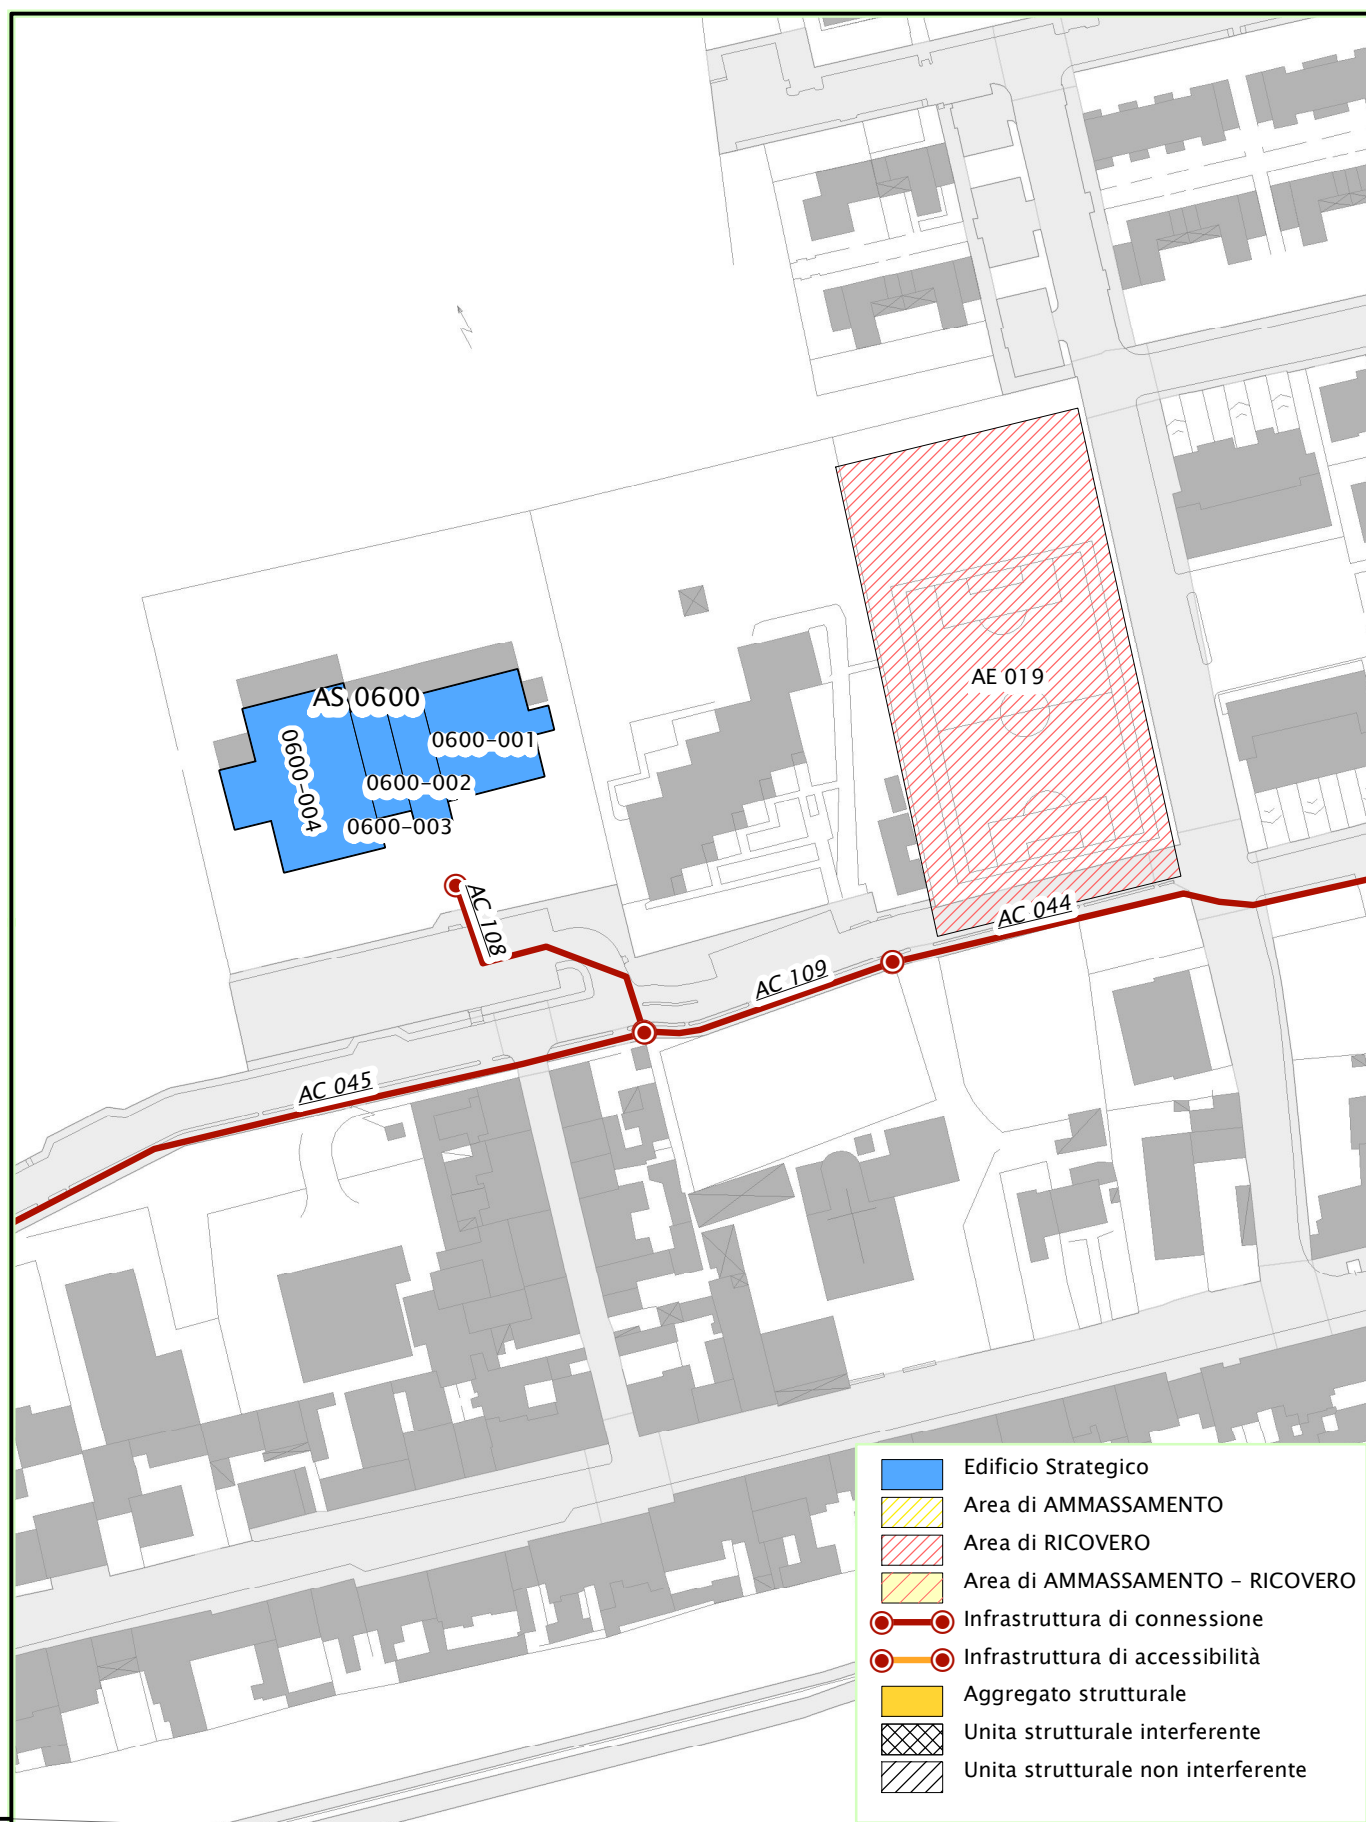 AE 019
AS 0600
0600-001
0600-004
0600-002
0600-003
AC 108
AC 044
AC 109
AC 045
Edificio Strategico
Area di AMMASSAMENTO
Area di RICOVERO
Area di AMMASSAMENTO - RICOVERO
Infrastruttura di connessione
Infrastruttura di accessibilità
Aggregato strutturale
Unita strutturale interferente
Unita strutturale non interferente